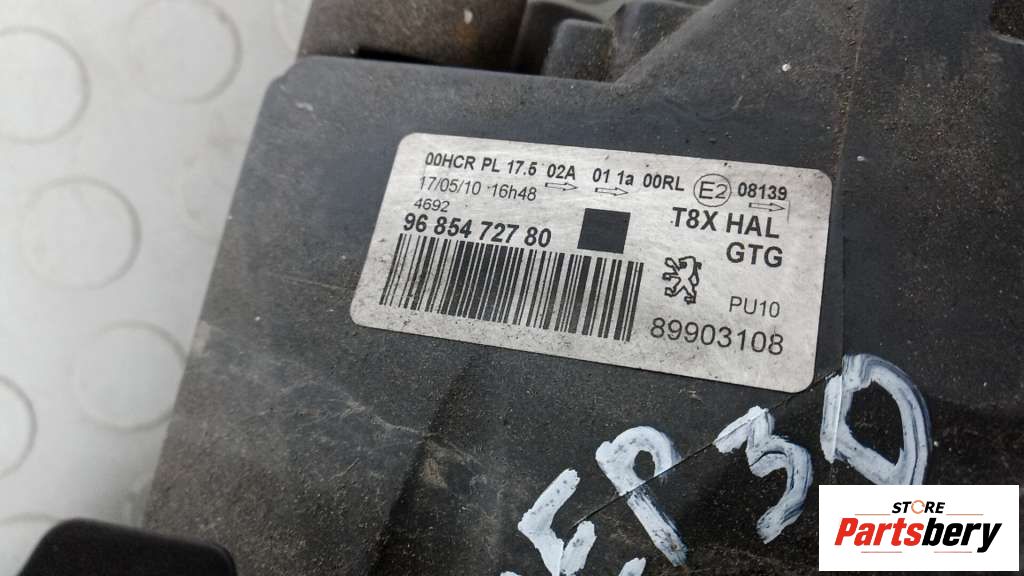 00HCR PL 17.5 02A 01 1a 00RL E2 08139
17/05/10 16h48
4692
96 854 727 80
T8X HAL
GTG
PU10
89903108
EP3D
STORE
Partsbery